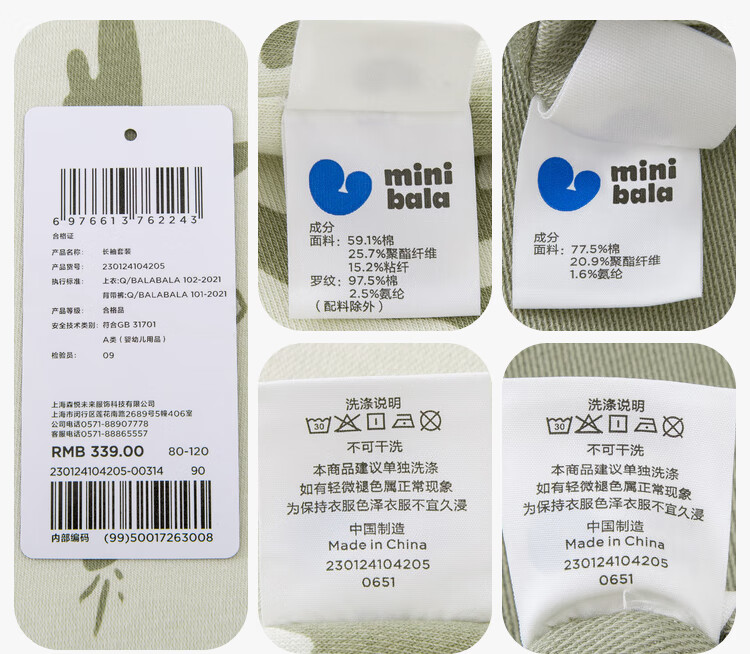 6 976613 762243
合格证
产品名称: 长袖套装
产品货号: 230124104205
执行标准: 上衣:Q/BALABALA 102-2021
背带裤:Q/BALABALA 101-2021
产品等级: 合格品
安全技术类别: 符合GB 31701
A类 (婴幼儿用品)
检验员: 09
上海森悦未来服饰科技有限公司
上海市闵行区莲花南路2689号5幢406室
公司电话0571-88907778
客服电话0571-88865557
RMB 339.00 80-120
230124104205-00314 90
内部编码 (99)50017263008
mini
bala
成分
面料: 59.1%棉
25.7%聚酯纤维
15.2%粘纤
罗纹: 97.5%棉
2.5%氨纶
(配料除外)
mini
bala
成分
面料: 77.5%棉
20.9%聚酯纤维
1.6%氨纶
洗涤说明
30
不可干洗
本商品建议单独洗涤
如有轻微褪色属正常现象
为保持衣服色泽衣服不宜久浸
中国制造
Made in China
230124104205
0651
洗涤说明
30
不可干洗
本商品建议单独洗涤
如有轻微褪色属正常现象
为保持衣服色泽衣服不宜久浸
中国制造
Made in China
230124104205
0651